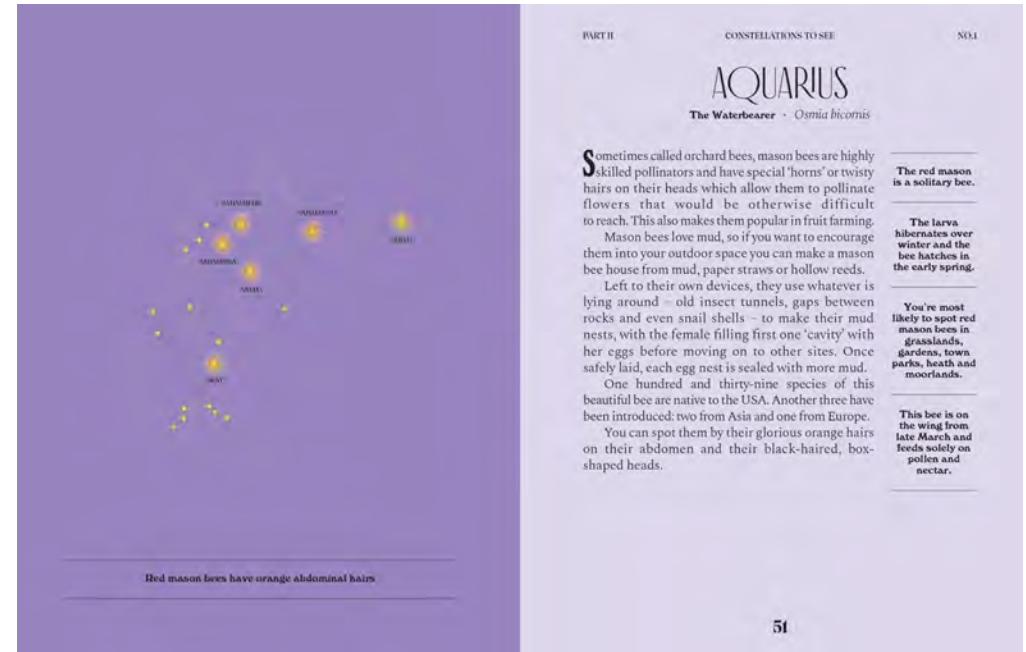 Red mason bees have orange abdominal hairs
PART II
CONSTELLATIONS TO SEE
NO.1
AQUARIUS
The Waterbearer · Osmia bicornis
Sometimes called orchard bees, mason bees are highly
skilled pollinators and have special ‘horns’ or twisty
hairs on their heads which allow them to pollinate
flowers that would be otherwise difficult
to reach. This also makes them popular in fruit farming.
Mason bees love mud, so if you want to encourage
them into your outdoor space you can make a mason
bee house from mud, paper straws or hollow reeds.
Left to their own devices, they use whatever is
lying around – old insect tunnels, gaps between
rocks and even snail shells – to make their mud
nests, with the female filling first one ‘cavity’ with
her eggs before moving on to other sites. Once
safely laid, each egg nest is sealed with more mud.
One hundred and thirty-nine species of this
beautiful bee are native to the USA. Another three have
been introduced: two from Asia and one from Europe.
You can spot them by their glorious orange hairs
on their abdomen and their black-haired, box-
shaped heads.
The red mason
is a solitary bee.
The larva
hibernates over
winter and the
bee hatches in
the early spring.
You're most
likely to spot red
mason bees in
grasslands,
gardens, town
parks, heath and
moorlands.
This bee is on
the wing from
late March and
feeds solely on
pollen and
nectar.
51